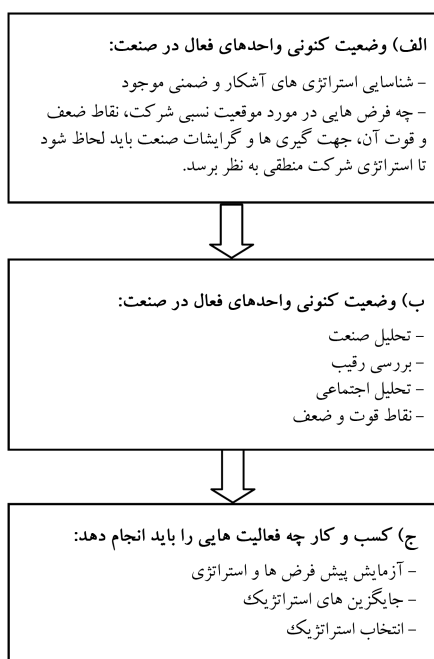 الف) وضعیت کنونی واحدهای فعال در صنعت:
- شناسایی استراتژی های آشکار و ضمنی موجود
- چه فرض هایی در مورد موقعیت نسبی شرکت، نقاط ضعف
و قوت آن، جهت گیری ها و گرایشات صنعت باید لحاظ شود
تا استراتژی شرکت منطقی به نظر برسد.
ب) وضعیت کنونی واحدهای فعال در صنعت:
- تحلیل صنعت
- بررسی رقیب
- تحلیل اجتماعی
- نقاط قوت و ضعف
ج) کسب و کار چه فعالیت هایی را باید انجام دهد:
- آزمایش پیش فرض ها و استراتژی
- جایگزین های استراتژیک
- انتخاب استراتژیک